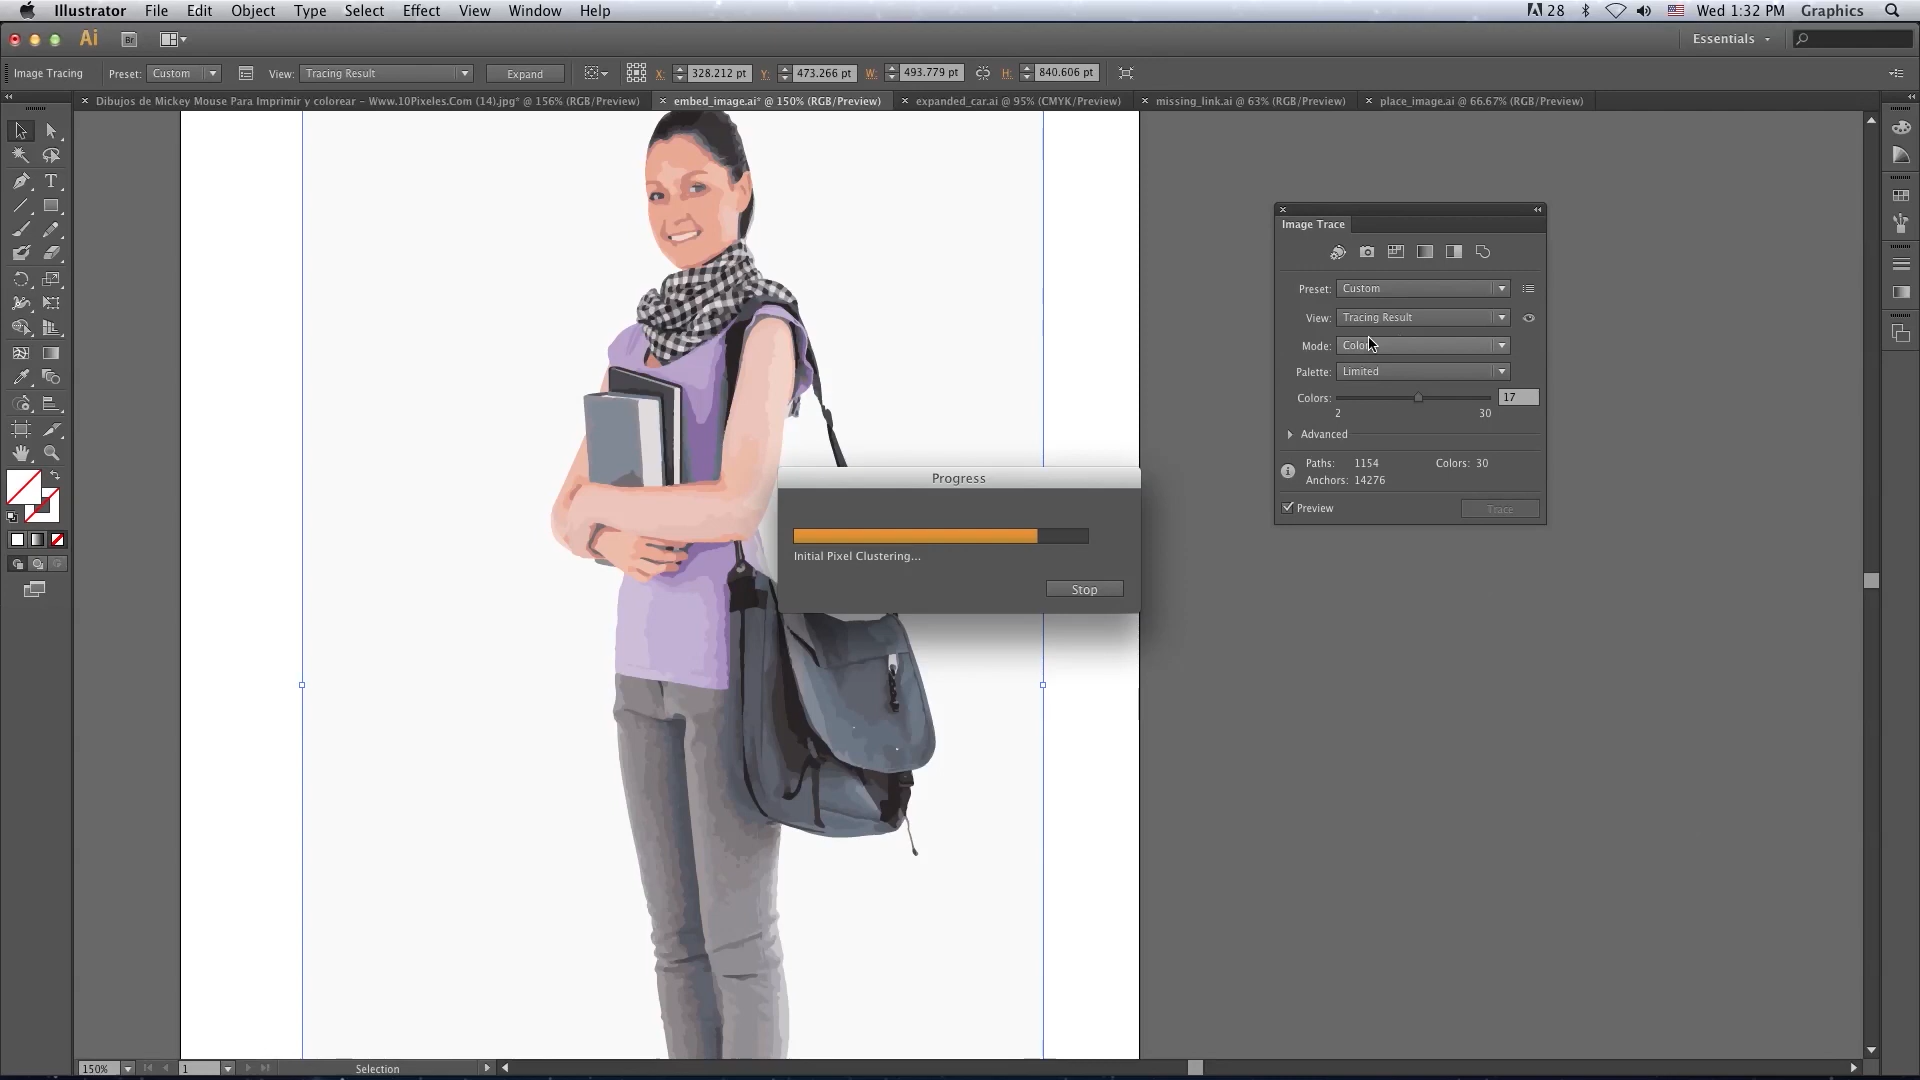 Illustrator File Edit Object Type Select Effect View Window Help 28 Wed 1:32 PM Graphics
Ai Br Essentials
Image Tracing Preset: Custom View: Tracing Result Expand X: 328.212 pt Y: 473.266 pt W: 493.779 pt H: 840.606 pt
Dibujos de Mickey Mouse Para Imprimir y colorear – Www.10Pixeles.Com (14).jpg* @ 156% (RGB/Preview) embed_image.ai* @ 150% (RGB/Preview) expanded_car.ai @ 95% (CMYK/Preview) missing_link.ai @ 63% (RGB/Preview) place_image.ai @ 66.67% (RGB/Preview)
Image Trace
Preset: Custom
View: Tracing Result
Mode: Color
Palette: Limited
Colors: 17
2 30
Advanced
Paths: 1154 Colors: 30
Anchors: 14276
Preview Trace
Progress
Initial Pixel Clustering...
Stop
150% 1 Selection